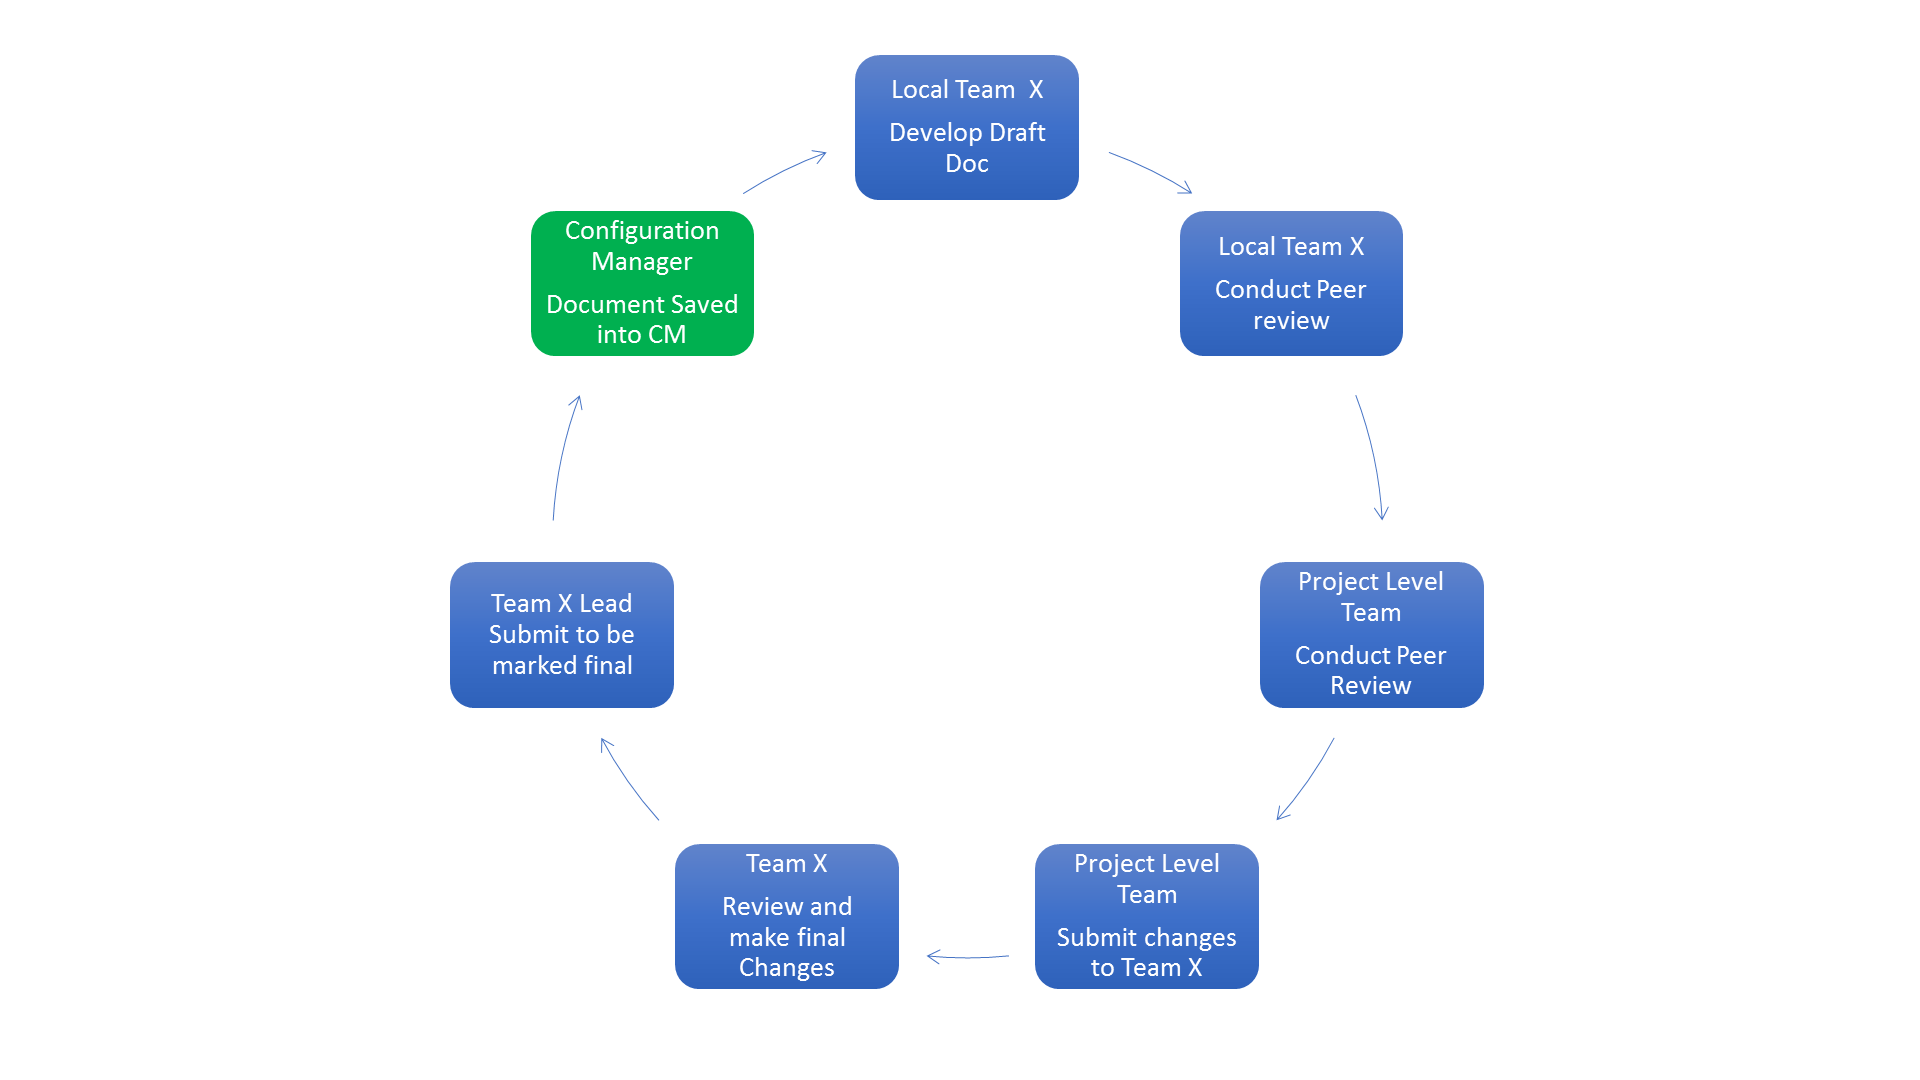 Local Team  X
Develop Draft
Doc
Local Team X
Conduct Peer
review
Project Level
Team
Conduct Peer
Review
Project Level
Team
Submit changes
to Team X
Team X
Review and
make final
Changes
Team X Lead
Submit to be
marked final
Configuration
Manager
Document Saved
into CM